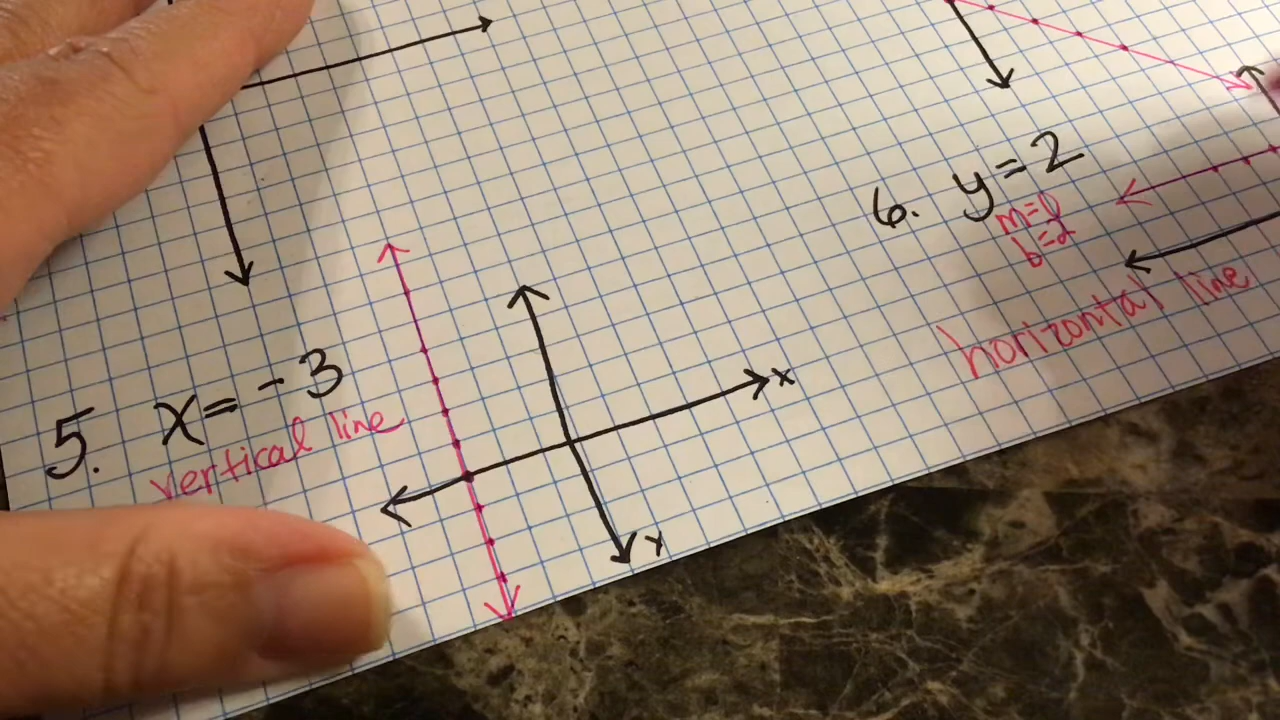 5. x = -3
vertical line
x
y
6. y = 2
m=0
b=2
horizontal line